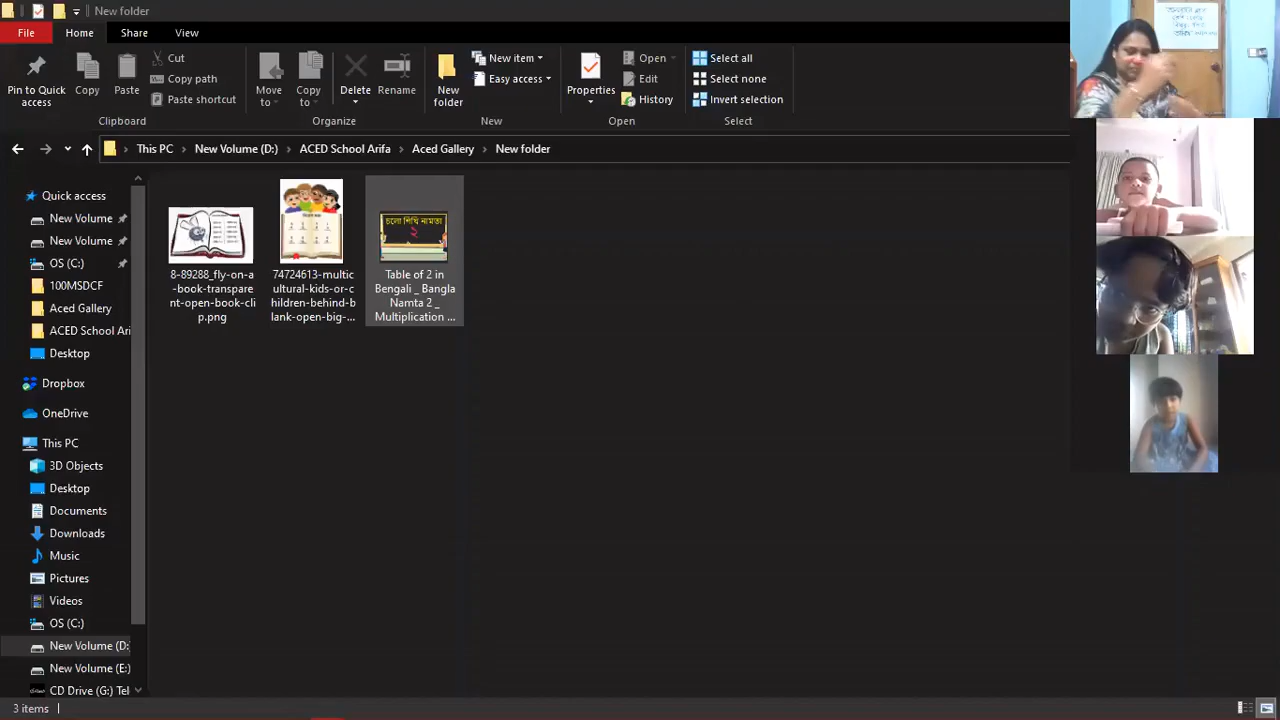 New folder
File
Home
Share
View
Pin to Quick access
Copy
Paste
Cut
Copy path
Paste shortcut
Clipboard
Move to
Copy to
Delete
Rename
Organize
New folder
New item
Easy access
New
Properties
Open
Edit
History
Open
Select all
Select none
Invert selection
Select
This PC
New Volume (D:)
ACED School Arifa
Aced Gallery
New folder
Quick access
New Volume
New Volume
OS (C:)
100MSDCF
Aced Gallery
ACED School Ari
Desktop
Dropbox
OneDrive
This PC
3D Objects
Desktop
Documents
Downloads
Music
Pictures
Videos
OS (C:)
New Volume (D:
New Volume (E:)
CD Drive (G:) Tel
চলো শিখি নামতা
২
8-89288_fly-on-a
-book-transpare
nt-open-book-cli
p.png
74724613-multic
ultural-kids-or-c
hildren-behind-b
lank-open-big-...
Table of 2 in
Bengali _ Bangla
Namta 2 _
Multiplication ...
3 items